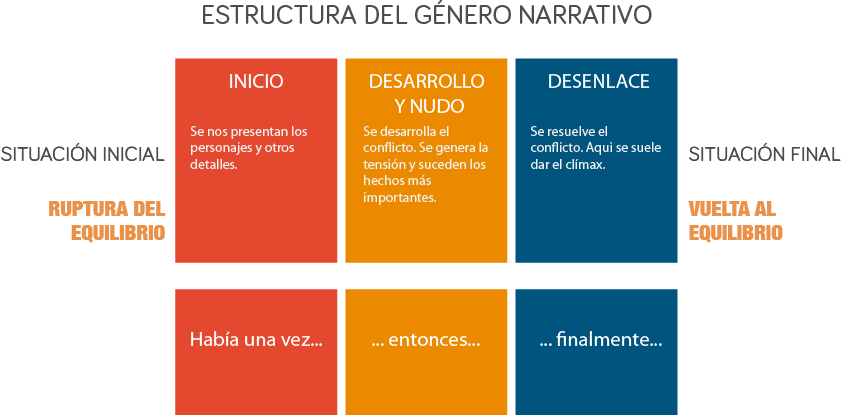 ESTRUCTURA DEL GÉNERO NARRATIVO
SITUACIÓN INICIAL
RUPTURA DEL
EQUILIBRIO
INICIO
Se nos presentan los
personajes y otros
detalles.
DESARROLLO
Y NUDO
Se desarrolla el
conflicto. Se genera la
tensión y suceden los
hechos más
importantes.
DESENLACE
Se resuelve el
conflicto. Aqui se suele
dar el clímax.
SITUACIÓN FINAL
VUELTA AL
EQUILIBRIO
Había una vez...
... entonces...
... finalmente...